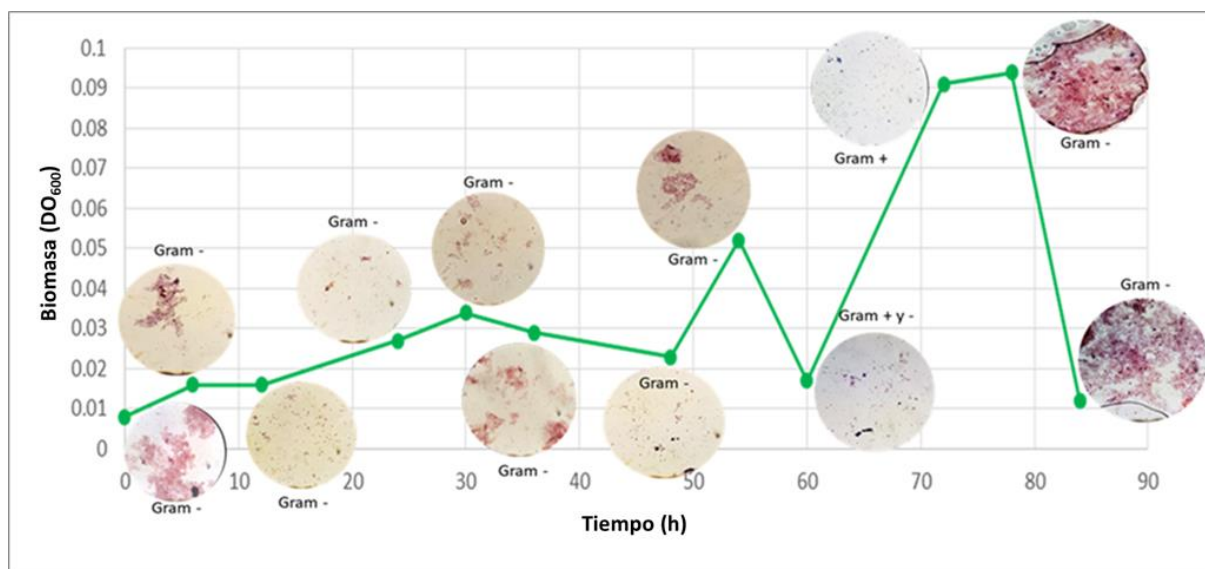 0.1
0.09
0.08
0.07
0.06
0.05
0.04
0.03
0.02
0.01
0
Biomasa (DO600)
Gram -
Gram -
Gram -
Gram -
Gram -
Gram -
Gram -
Gram -
Gram + y -
Gram +
Gram -
Gram -
0 10 20 30 40 50 60 70 80 90
Tiempo (h)